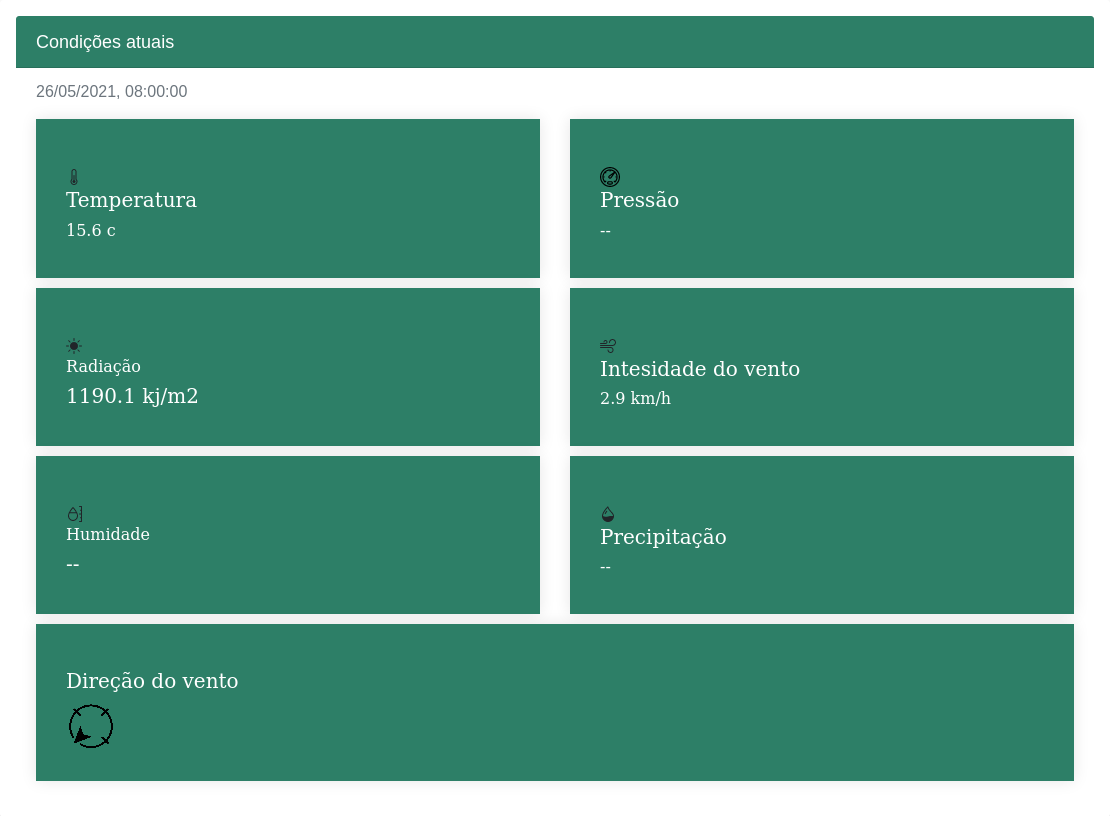 Condições atuais
26/05/2021, 08:00:00
Temperatura
15.6 c
Pressão
--
Radiação
1190.1 kj/m2
Intesidade do vento
2.9 km/h
Humidade
--
Precipitação
--
Direção do vento